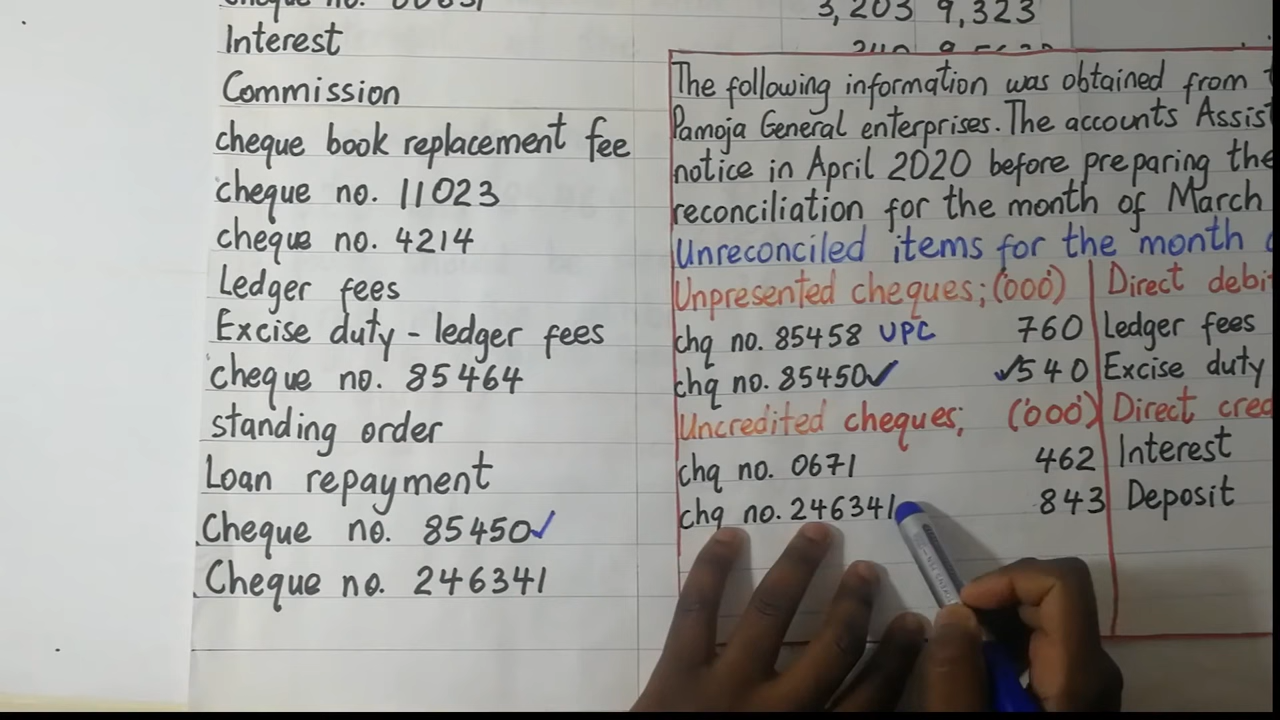 3,203 9,323
Interest
Commission
cheque book replacement fee
cheque no. 11023
cheque no. 4214
Ledger fees
Excise duty - ledger fees
Cheque no. 85464
standing order
Loan repayment
Cheque no. 85450✓
Cheque no. 246341
The following information was obtained from
Pamoja General enterprises. The accounts
notice in April 2020 before preparing the
reconciliation for the month of March
Unreconciled items for the month
Unpresented cheques; (000)
chq no. 85458 UPC 760
chq no. 85450✓ ✓540
Uncredited cheques; (000)
chq no. 0671 462
chq no. 246341 843
Direct
Ledger fees
Excise duty
Direct
Interest
Deposit